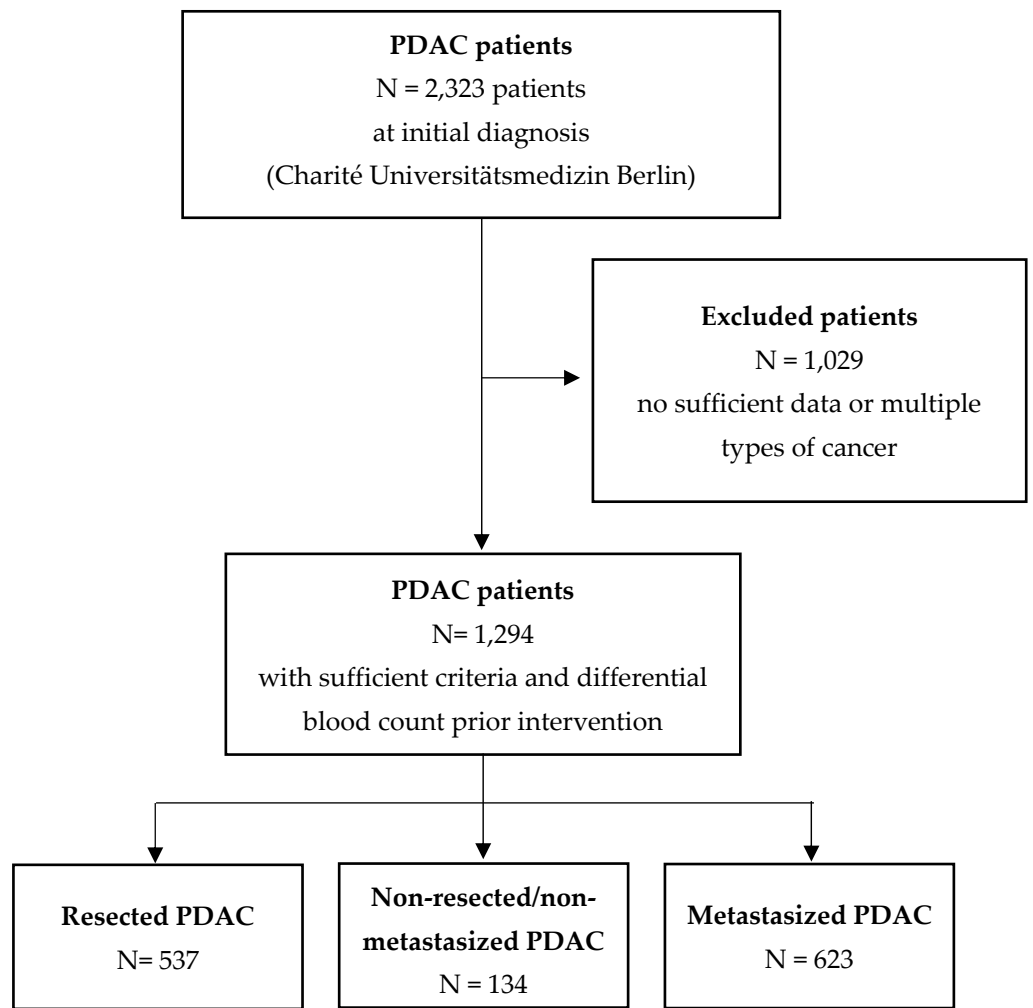 PDAC patients
N = 2,323 patients
at initial diagnosis
(Charité Universitätsmedizin Berlin)
Excluded patients
N = 1,029
no sufficient data or multiple
types of cancer
PDAC patients
N= 1,294
with sufficient criteria and differential
blood count prior intervention
Resected PDAC
N= 537
Non-resected/non-
metastasized PDAC
N = 134
Metastasized PDAC
N = 623